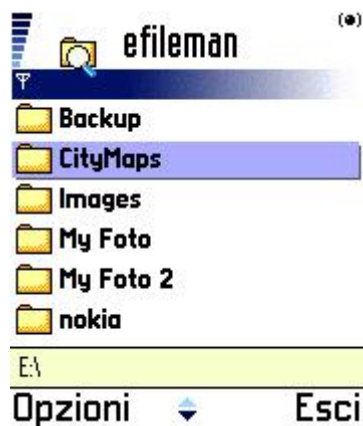 efileman
Backup
CityMaps
Images
My Foto
My Foto 2
nokia
E:\
Opzioni Esci